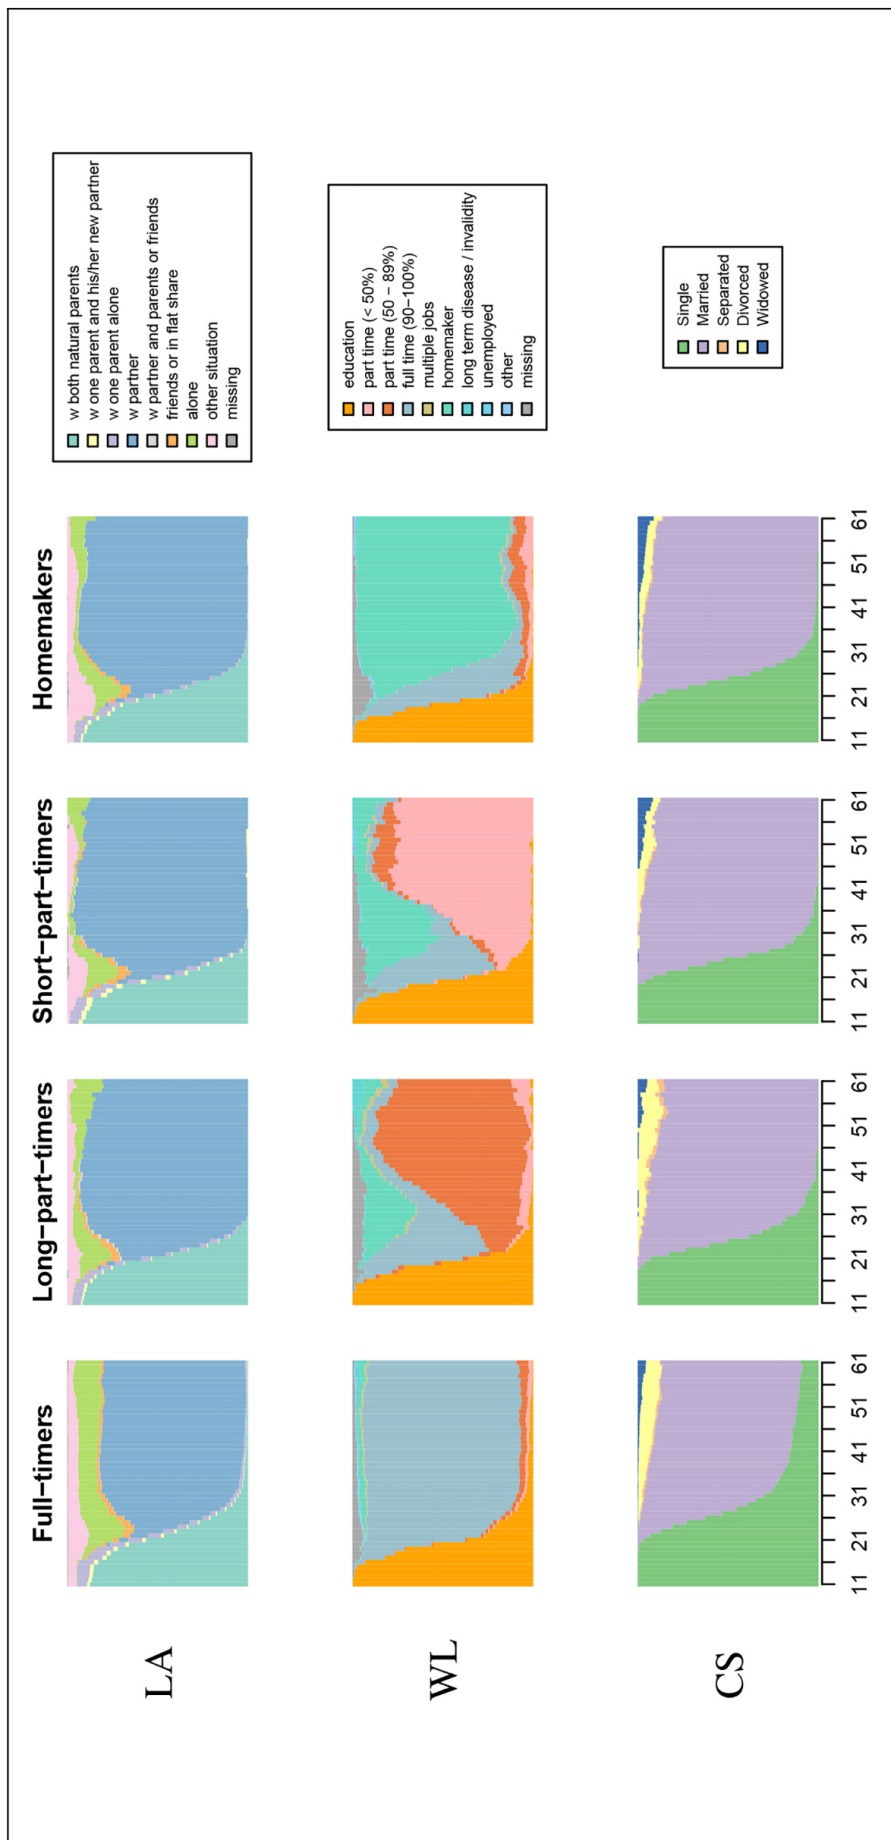 Full-timers
Long-part-timers
Short-part-timers
Homemakers
LA
w both natural parents
w one parent and his/her new partner
w one parent alone
w partner
w partner and parents or friends
friends or in flat share
alone
other situation
missing
WL
education
part time (< 50%)
part time (50 – 89%)
full time (90–100%)
multiple jobs
homemaker
long term disease / invalidity
unemployed
other
missing
CS
Single
Married
Separated
Divorced
Widowed
11 21 31 41 51 61
11 21 31 41 51 61
11 21 31 41 51 61
11 21 31 41 51 61